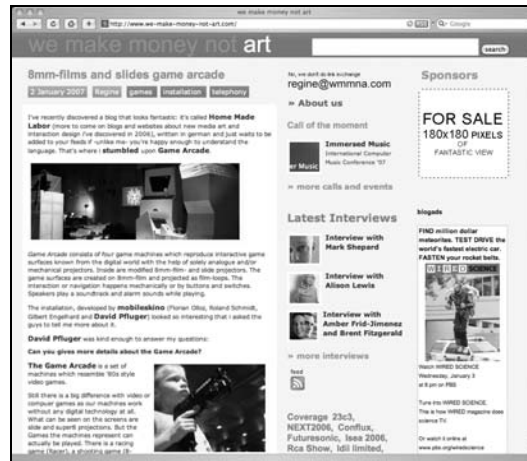 we make money not art
http://www.we-make-money-not-art.com/
RSS
Google
we make money not art
search
8mm-films and slides game arcade
2 January 2007
Regine
games
installation
telephony
I've recently discovered a blog that looks fantastic: it's called Home Made
Labor (more to come on blogs and websites about new media art and
interaction design i've discovered in 2006), written in german and just waits to be
added to your feeds if -unlike me- you're happy enough to understand the
language. That's where i stumbled upon Game Arcade.
Game Arcade consists of four game machines which reproduce interactive game
surfaces known from the digital world with the help of solely analogue and/or
mechanical projectors. Inside are modified 8mm-film- and slide projectors. The
game surfaces are created on 8mm-film and projected as film-loops. The
interaction or navigation happens mechanically or by buttons and switches.
Speakers play a soundtrack and alarm sounds while playing.
The installation, developed by mobileskino (Florian Olloz, Roland Schmidt,
Gilbert Engelhard and David Pfluger) looked so interesting that i asked the
guys to tell me more about it.
David Pfluger was kind enough to answer my questions:
Can you gives more details about the Game Arcade?
The Game Arcade is a set of
machines which resemble '80s style
video games.
Still there is a big difference with video or
compuer games as our machines work
without any digital technology at all.
What can be seen on the screens are
slide and super8 projectors. But the
Games the machines represent can
actually be played. There is a racing
game (Racer), a shooting game (8-
No, we don't do link exchange
regine@wmmna.com
» About us
Call of the moment
er Music
Immersed Music
International Computer
Music Conference '07
» more calls and events
Latest Interviews
Interview with
Mark Shepard
Interview with
Alison Lewis
Interview with
Amber Frid-Jimenez
and Brent Fitzgerald
» more interviews
feed
Coverage 23c3,
NEXT2006, Conflux,
Futuresonic, Isea 2006,
Rca Show, Idii limited,
Sponsors
FOR SALE
180x180 PIXELS
OF
FANTASTIC VIEW
blogads
FIND million dollar
meteorites. TEST DRIVE the
world's fastest electric car.
FASTEN your rocket belts.
WIRED SCIENCE
Watch WIRED SCIENCE
Wednesday, January 3
at 8 pm on PBS
Tune into WIRED SCIENCE.
This is how WIRED magazine does
science TV.
Or watch it online at
www.pbs.org/wiredscience